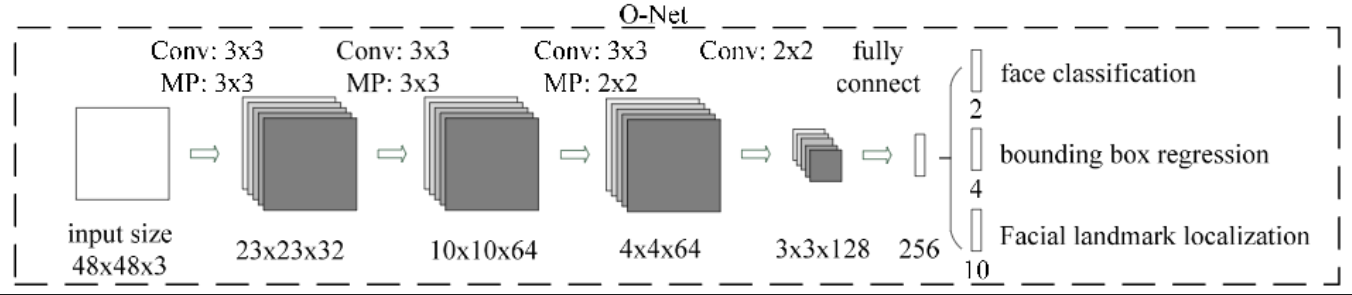 O-Net
Conv: 3x3
MP: 3x3
Conv: 3x3
MP: 3x3
Conv: 3x3
MP: 2x2
Conv: 2x2
fully
connect
input size
48x48x3
23x23x32
10x10x64
4x4x64
3x3x128
256
face classification
2
bounding box regression
4
Facial landmark localization
10